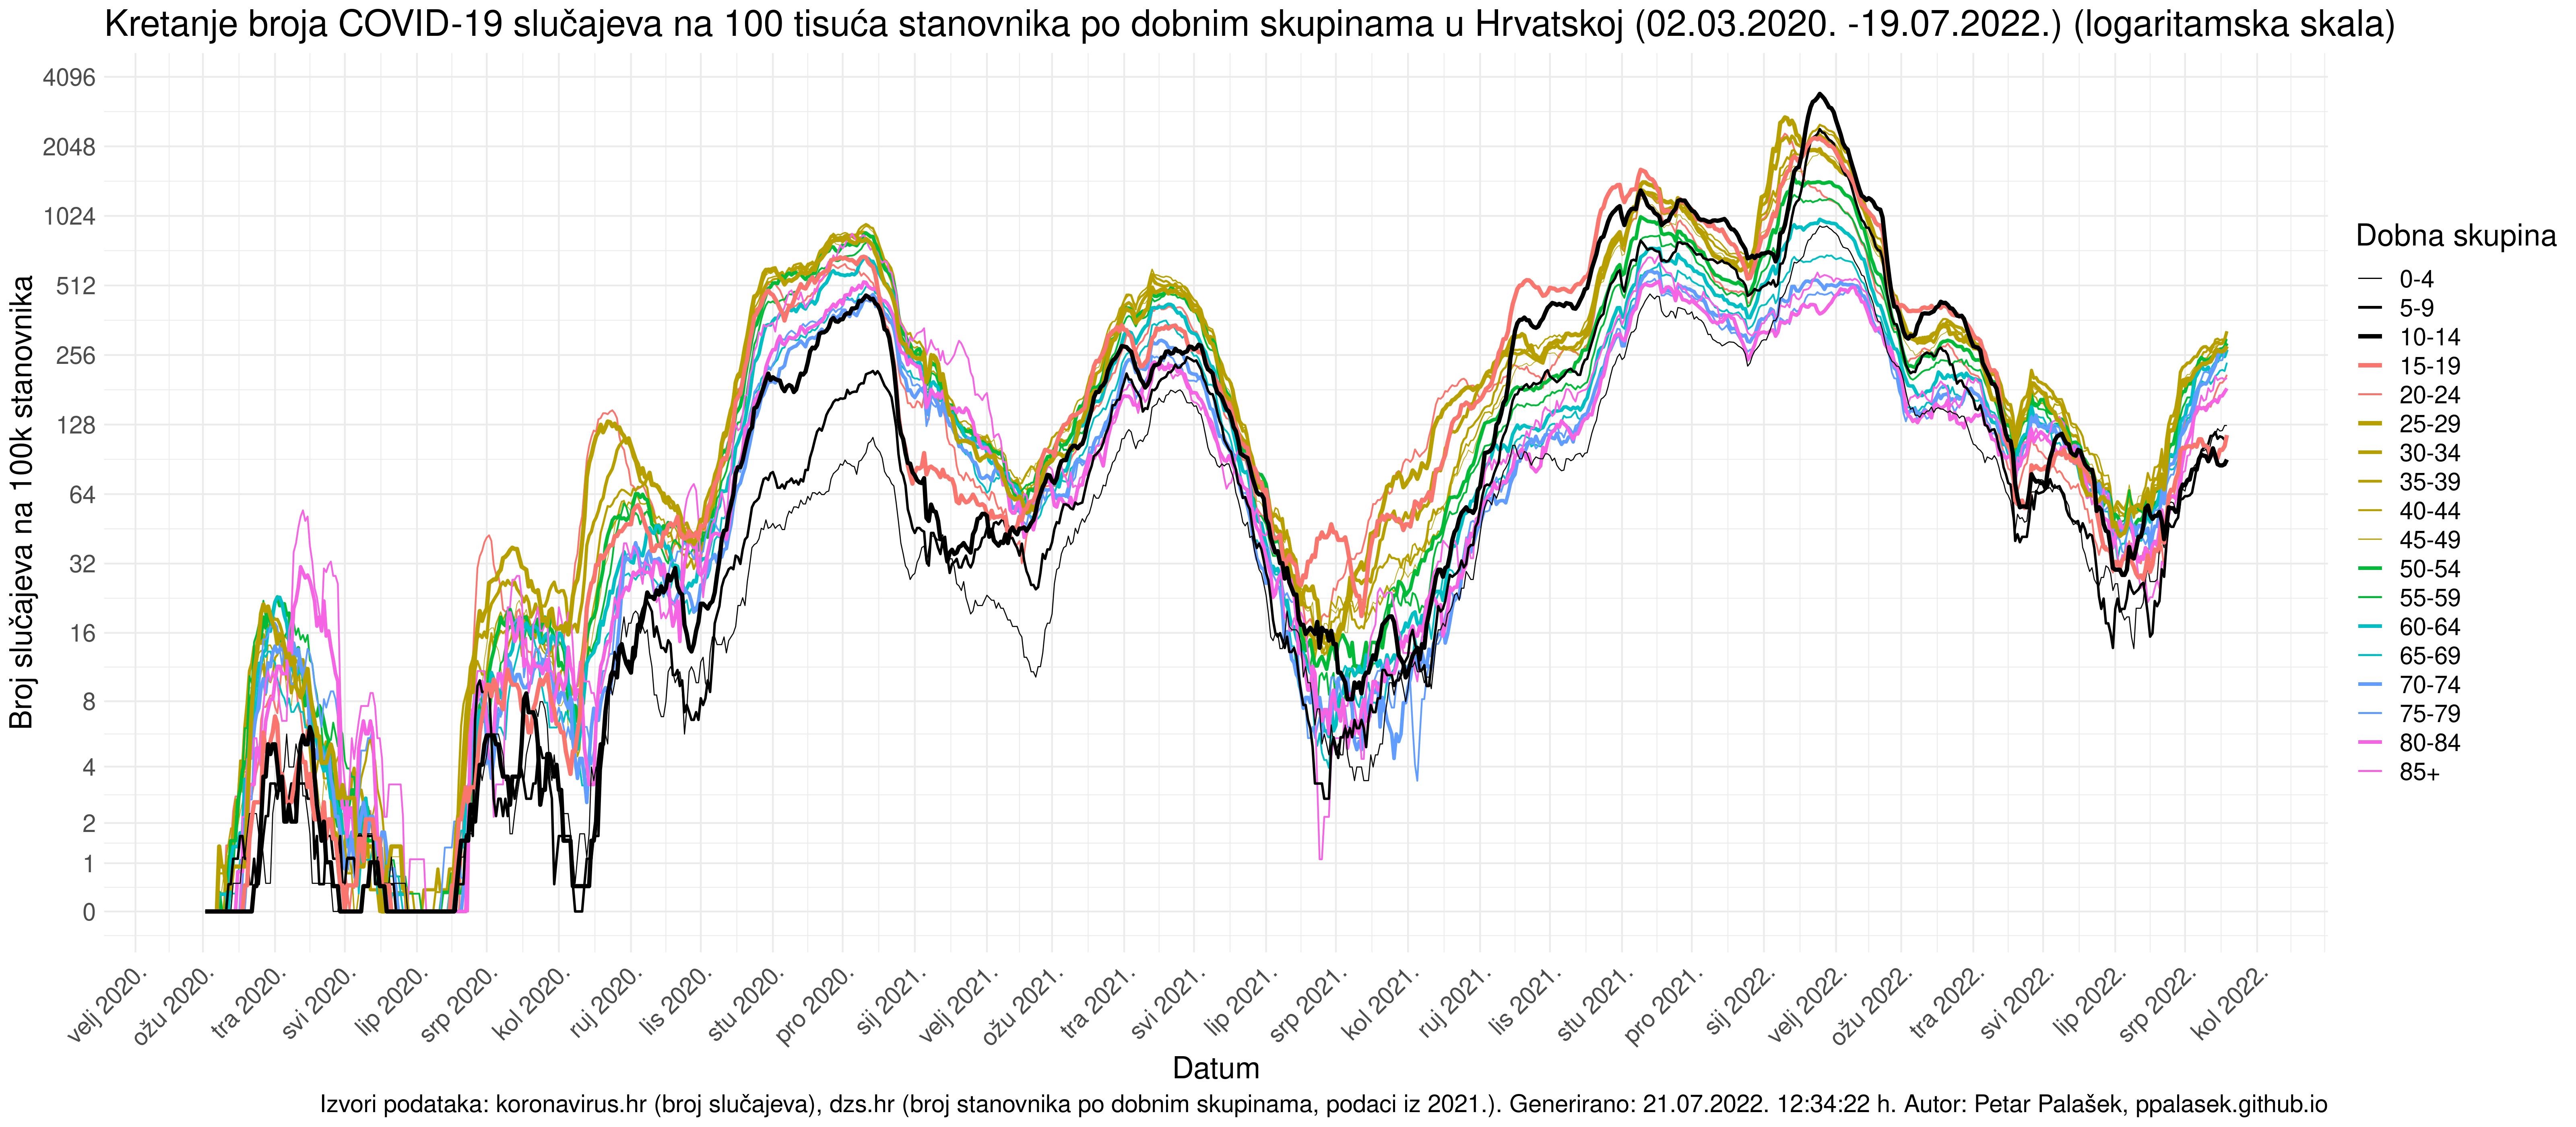 Kretanje broja COVID-19 slučajeva na 100 tisuća stanovnika po dobnim skupinama u Hrvatskoj (02.03.2020. -19.07.2022.) (logaritamska skala)
Broj slučajeva na 100k stanovnika
4096
2048
1024
512
256
128
64
32
16
8
4
2
1
0
velj 2020.
ožu 2020.
tra 2020.
svi 2020.
lip 2020.
srp 2020.
kol 2020.
ruj 2020.
lis 2020.
stu 2020.
pro 2020.
sij 2021.
velj 2021.
ožu 2021.
tra 2021.
svi 2021.
lip 2021.
srp 2021.
kol 2021.
ruj 2021.
lis 2021.
stu 2021.
pro 2021.
sij 2022.
velj 2022.
ožu 2022.
tra 2022.
svi 2022.
lip 2022.
srp 2022.
kol 2022.
Datum
Dobna skupina
0-4
5-9
10-14
15-19
20-24
25-29
30-34
35-39
40-44
45-49
50-54
55-59
60-64
65-69
70-74
75-79
80-84
85+
Izvori podataka: koronavirus.hr (broj slučajeva), dzs.hr (broj stanovnika po dobnim skupinama, podaci iz 2021.). Generirano: 21.07.2022. 12:34:22 h. Autor: Petar Palašek, ppalasek.github.io